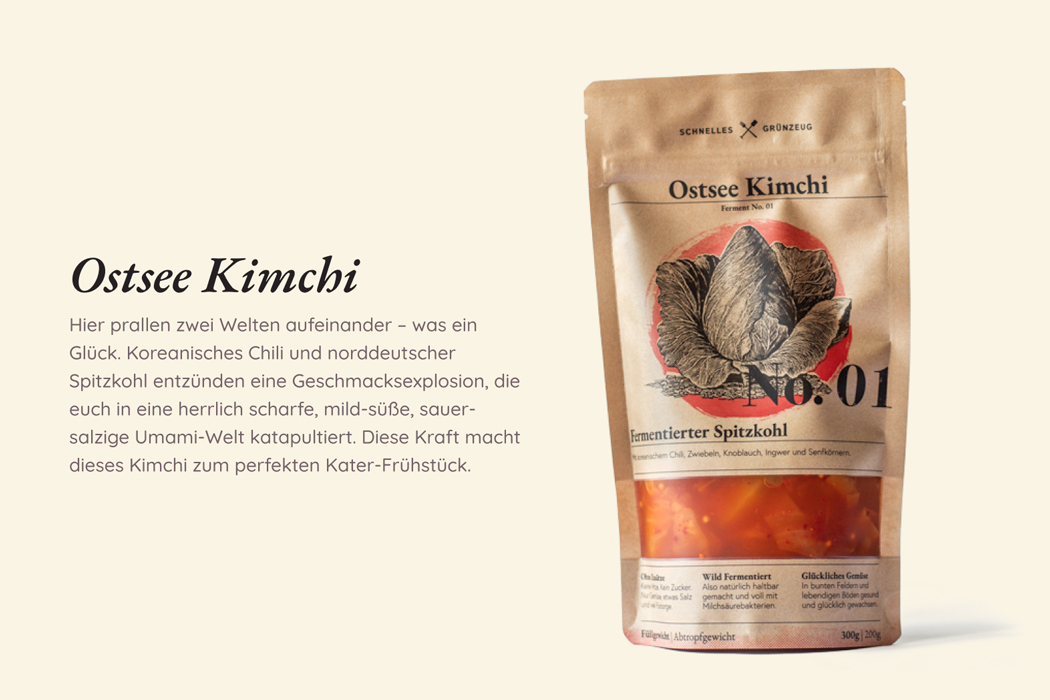 Ostsee Kimchi
Hier prallen zwei Welten aufeinander – was ein
Glück. Koreanisches Chili und norddeutscher
Spitzkohl entzünden eine Geschmacksexplosion, die
euch in eine herrlich scharfe, mild-süße, sauer-
salzige Umami-Welt katapultiert. Diese Kraft macht
dieses Kimchi zum perfekten Kater-Frühstück.
SCHNELLES GRÜNZEUG
Ostsee Kimchi
Ferment No. 01
No. 01
Fermentierter Spitzkohl
Chili, Zwiebeln, Knoblauch, Ingwer und Senfkörnern.
Kein Zucker.
etwas Salz
Wild Fermentiert
Also natürlich haltbar
gemacht und voll mit
Milchsäurebakterien.
Glückliches Gemüse
In bunten Feldern und
lebendigen Böden gesund
und glücklich gewachsen.
Füllgewicht | Abtropfgewicht
300g | 200g